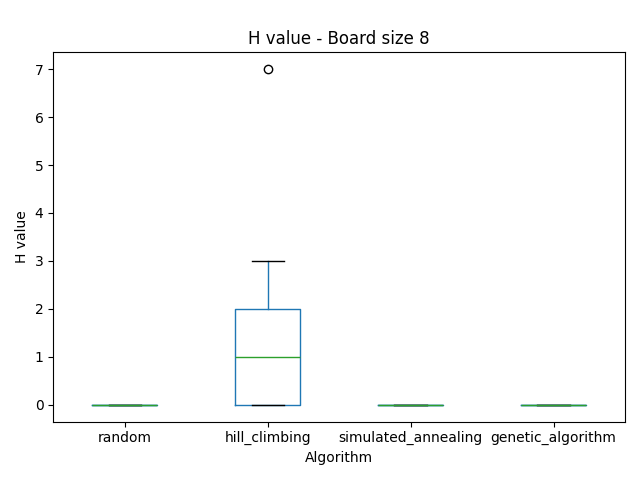 H value - Board size 8
7
6
5
4
3
2
1
0
H value
random hill_climbing simulated_annealing genetic_algorithm
Algorithm